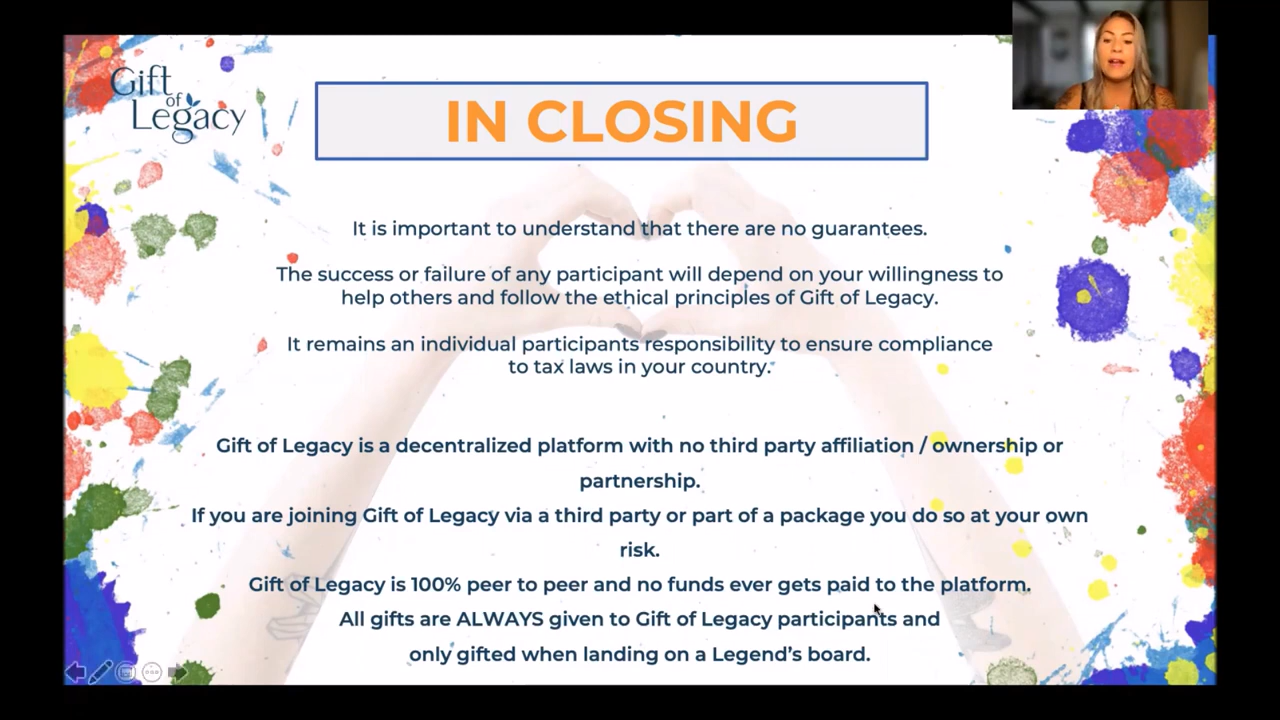 Gift
of
Legacy
IN CLOSING
It is important to understand that there are no guarantees.
The success or failure of any participant will depend on your willingness to
help others and follow the ethical principles of Gift of Legacy.
It remains an individual participants responsibility to ensure compliance
to tax laws in your country.
Gift of Legacy is a decentralized platform with no third party affiliation / ownership or
partnership.
If you are joining Gift of Legacy via a third party or part of a package you do so at your own
risk.
Gift of Legacy is 100% peer to peer and no funds ever gets paid to the platform.
All gifts are ALWAYS given to Gift of Legacy participants and
only gifted when landing on a Legend’s board.